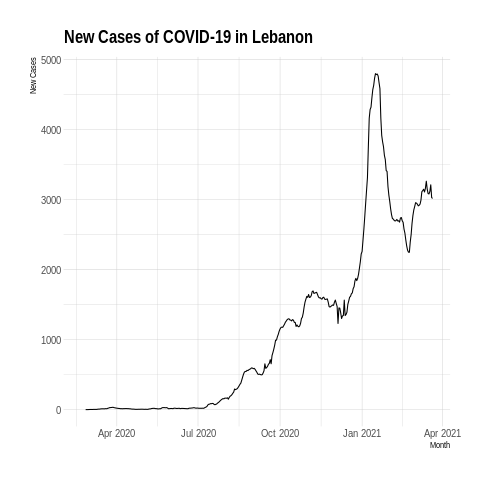 New Cases of COVID-19 in Lebanon
New Cases
5000
4000
3000
2000
1000
0
Apr 2020
Jul 2020
Oct 2020
Jan 2021
Apr 2021
Month